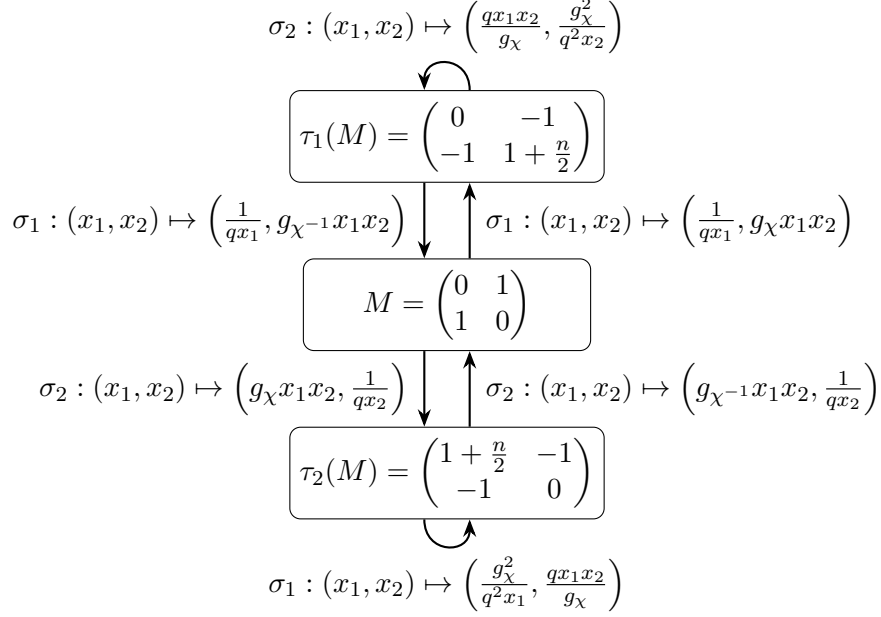 σ₂ : (x₁, x₂) ↦ (qx₁x₂/g_χ, g_χ²/(q²x₂))
τ₁(M) = (0 −1; −1 1 + n/2)
σ₁ : (x₁, x₂) ↦ (1/(qx₁), g_{χ⁻¹}x₁x₂)
σ₁ : (x₁, x₂) ↦ (1/(qx₁), g_χx₁x₂)
M = (0 1; 1 0)
σ₂ : (x₁, x₂) ↦ (g_χx₁x₂, 1/(qx₂))
σ₂ : (x₁, x₂) ↦ (g_{χ⁻¹}x₁x₂, 1/(qx₂))
τ₂(M) = (1 + n/2 −1; −1 0)
σ₁ : (x₁, x₂) ↦ (g_χ²/(q²x₁), qx₁x₂/g_χ)